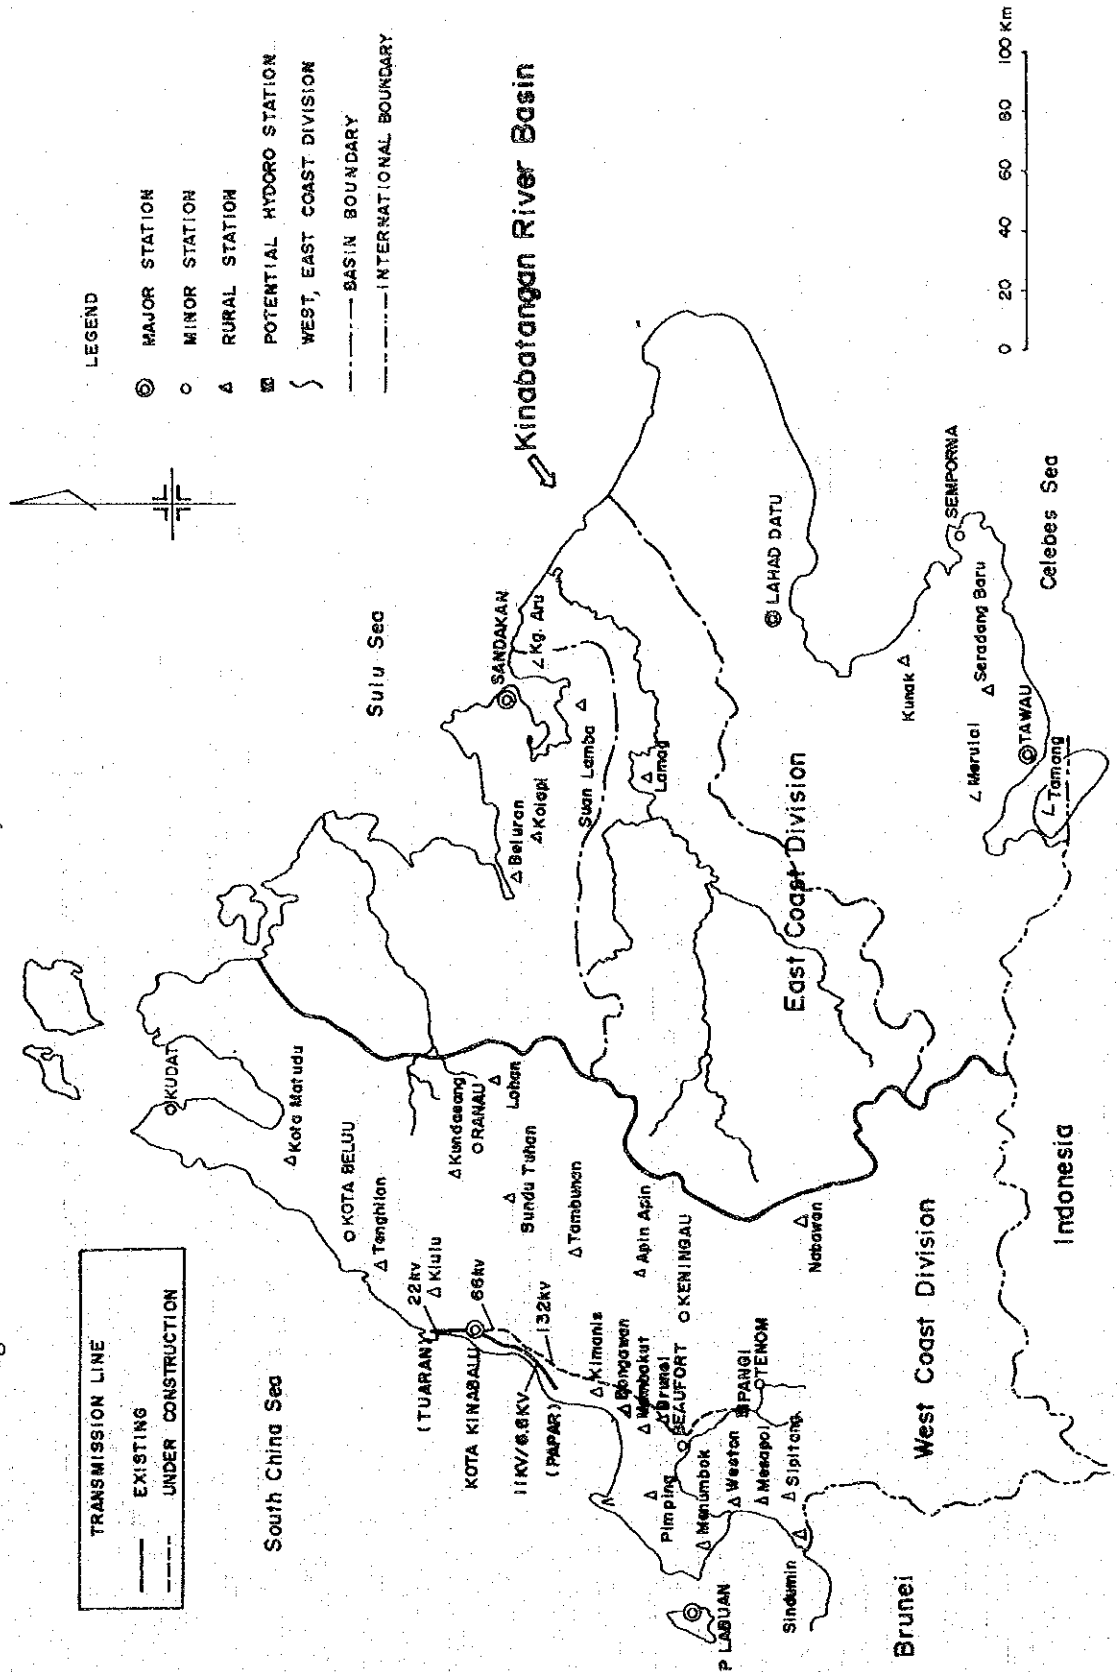 TRANSMISSION LINE
EXISTING
UNDER CONSTRUCTION
LEGEND
MAJOR STATION
MINOR STATION
RURAL STATION
POTENTIAL HYDORO STATION
WEST, EAST COAST DIVISION
BASIN BOUNDARY
INTERNATIONAL BOUNDARY
South China Sea
Sulu Sea
Kinabatangan River Basin
KUDAT
Kota Matudu
KOTA BELUU
Tenghilan
(TUARAN)
22kv
Kiulu
Kundasang
RANAU
Lohan
KOTA KINABALU
66kv
Bundu Tuhan
11KV/6.6KV
(PAPAR)
132kv
Tambunan
Beluran
Kolapi
SANDAKAN
Kg. Aru
Suan Lamba
Lamag
Kimanis
Bongawan
Membakut
Brunei
BEAUFORT
Apin Apin
KENINGAU
Pimping
Menumbok
Weston
Mesapol
Sipitang
Sindumin
P LABUAN
PANGI
TENOM
Nabawan
East Coast Division
West Coast Division
LAHAD DATU
Kunak
SEMPORNA
Seradang Baru
Merutai
TAWAU
Tamang
Celebes Sea
Brunei
Indonesia
0 20 40 60 80 100 Km